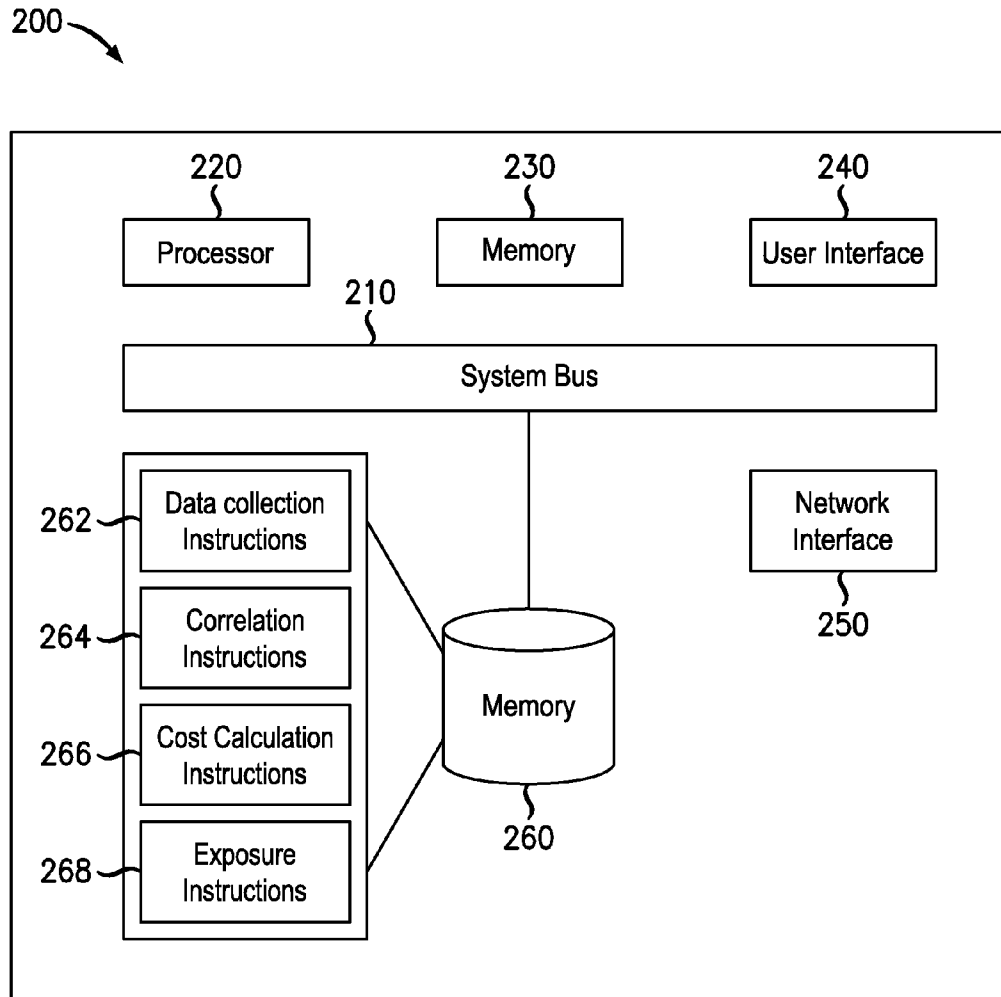 200
220
230
240
Processor
Memory
User Interface
210
System Bus
262
Data collection
Instructions
264
Correlation
Instructions
266
Cost Calculation
Instructions
268
Exposure
Instructions
Memory
260
Network
Interface
250